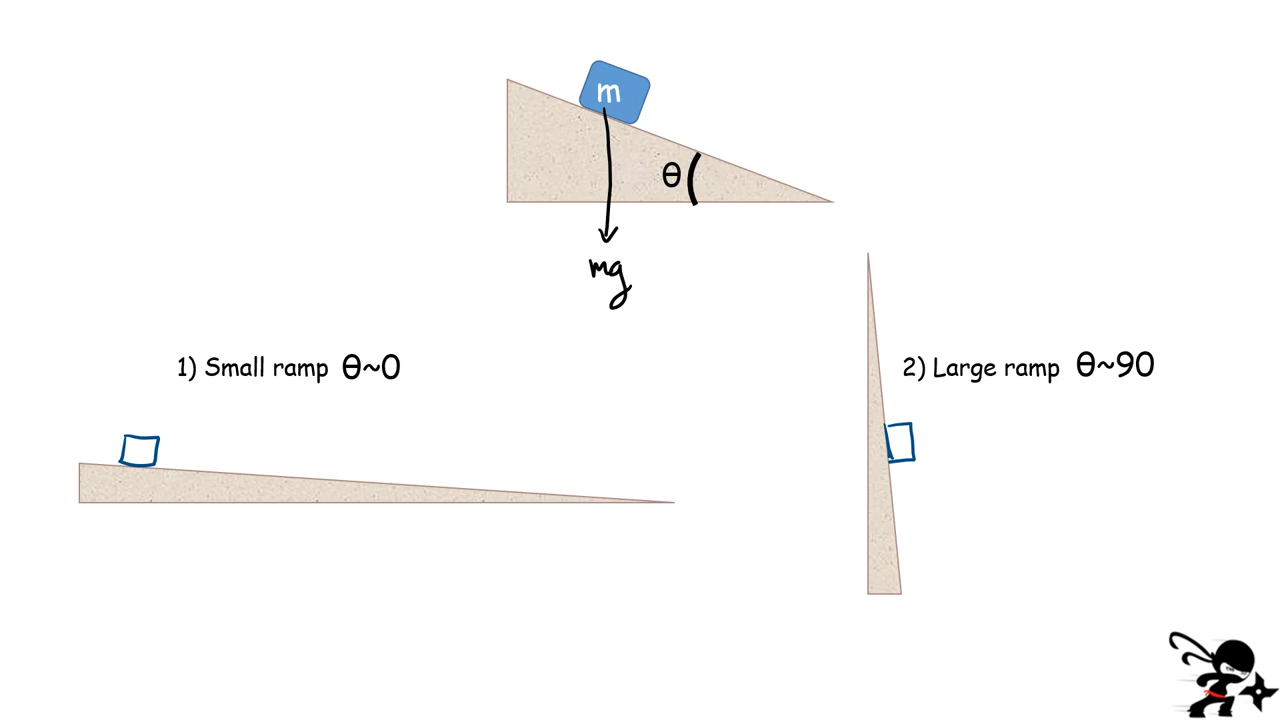 m
θ
mg
1) Small ramp θ~0
2) Large ramp θ~90